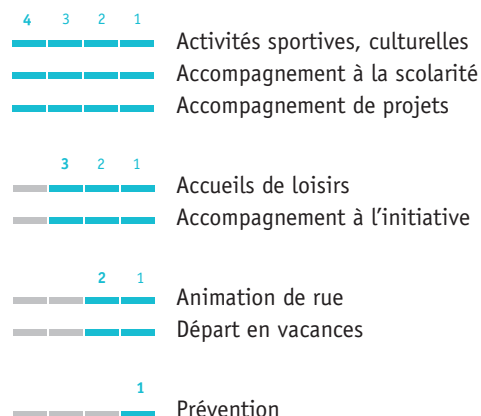 4 3 2 1
Activités sportives, culturelles
Accompagnement à la scolarité
Accompagnement de projets
3 2 1
Accueils de loisirs
Accompagnement à l’initiative
2 1
Animation de rue
Départ en vacances
1
Prévention